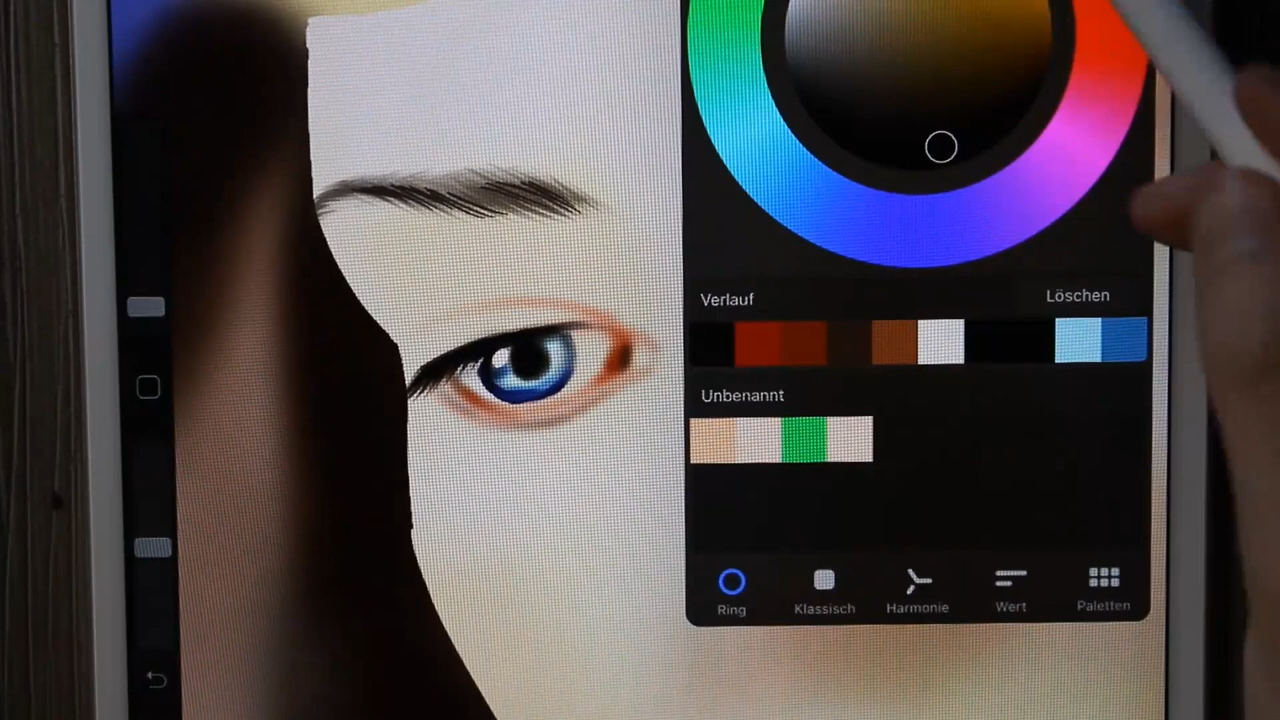 Verlauf Löschen
Unbenannt
Ring Klassisch Harmonie Wert Paletten